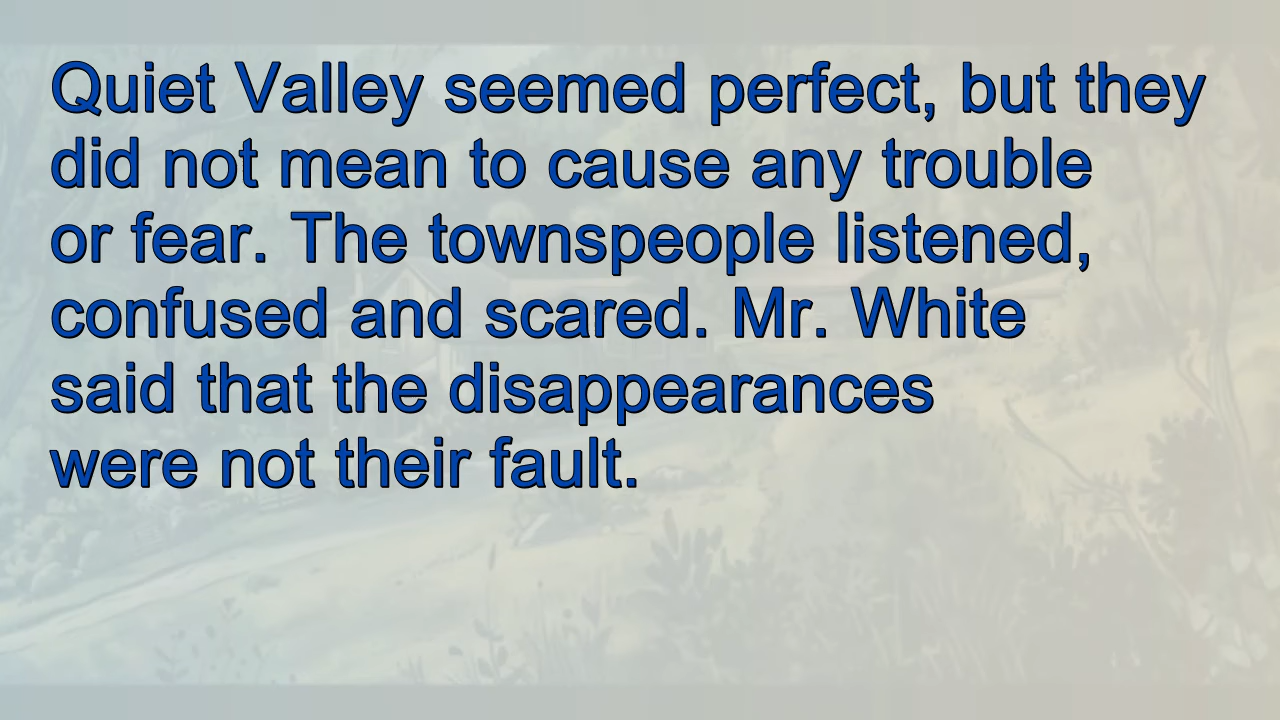 Quiet Valley seemed perfect, but they
did not mean to cause any trouble
or fear. The townspeople listened,
confused and scared. Mr. White
said that the disappearances
were not their fault.